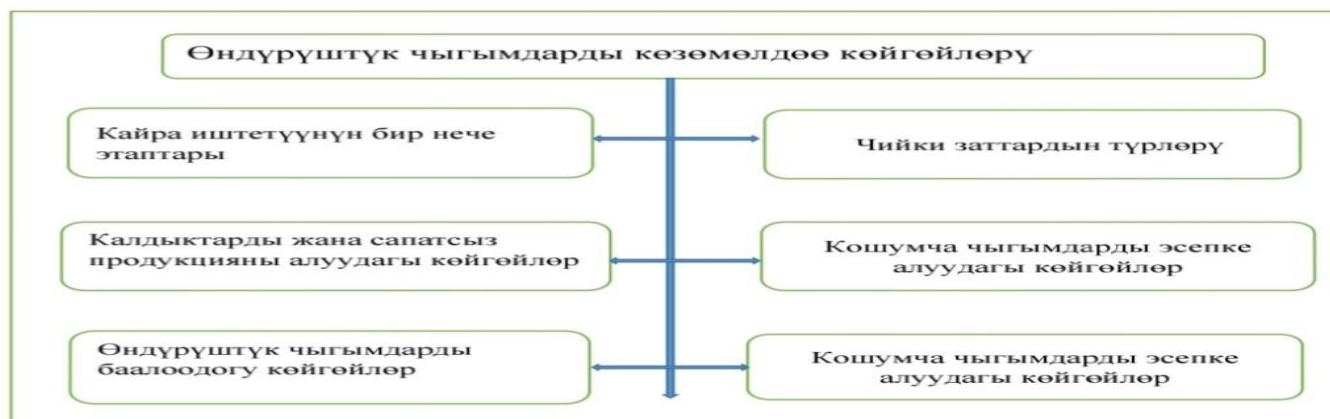 Өндүрүштүк чыгымдарды көзөмөлдөө көйгөйлөрү
Кайра иштетүүнүн бир нече
этаптары
Чийки заттардын түрлөрү
Калдыктарды жана сапатсыз
продукцияны алуудагы көйгөйлөр
Кошумча чыгымдарды эсепке
алуудагы көйгөйлөр
Өндүрүштүк чыгымдарды
баалоодогу көйгөйлөр
Кошумча чыгымдарды эсепке
алуудагы көйгөйлөр